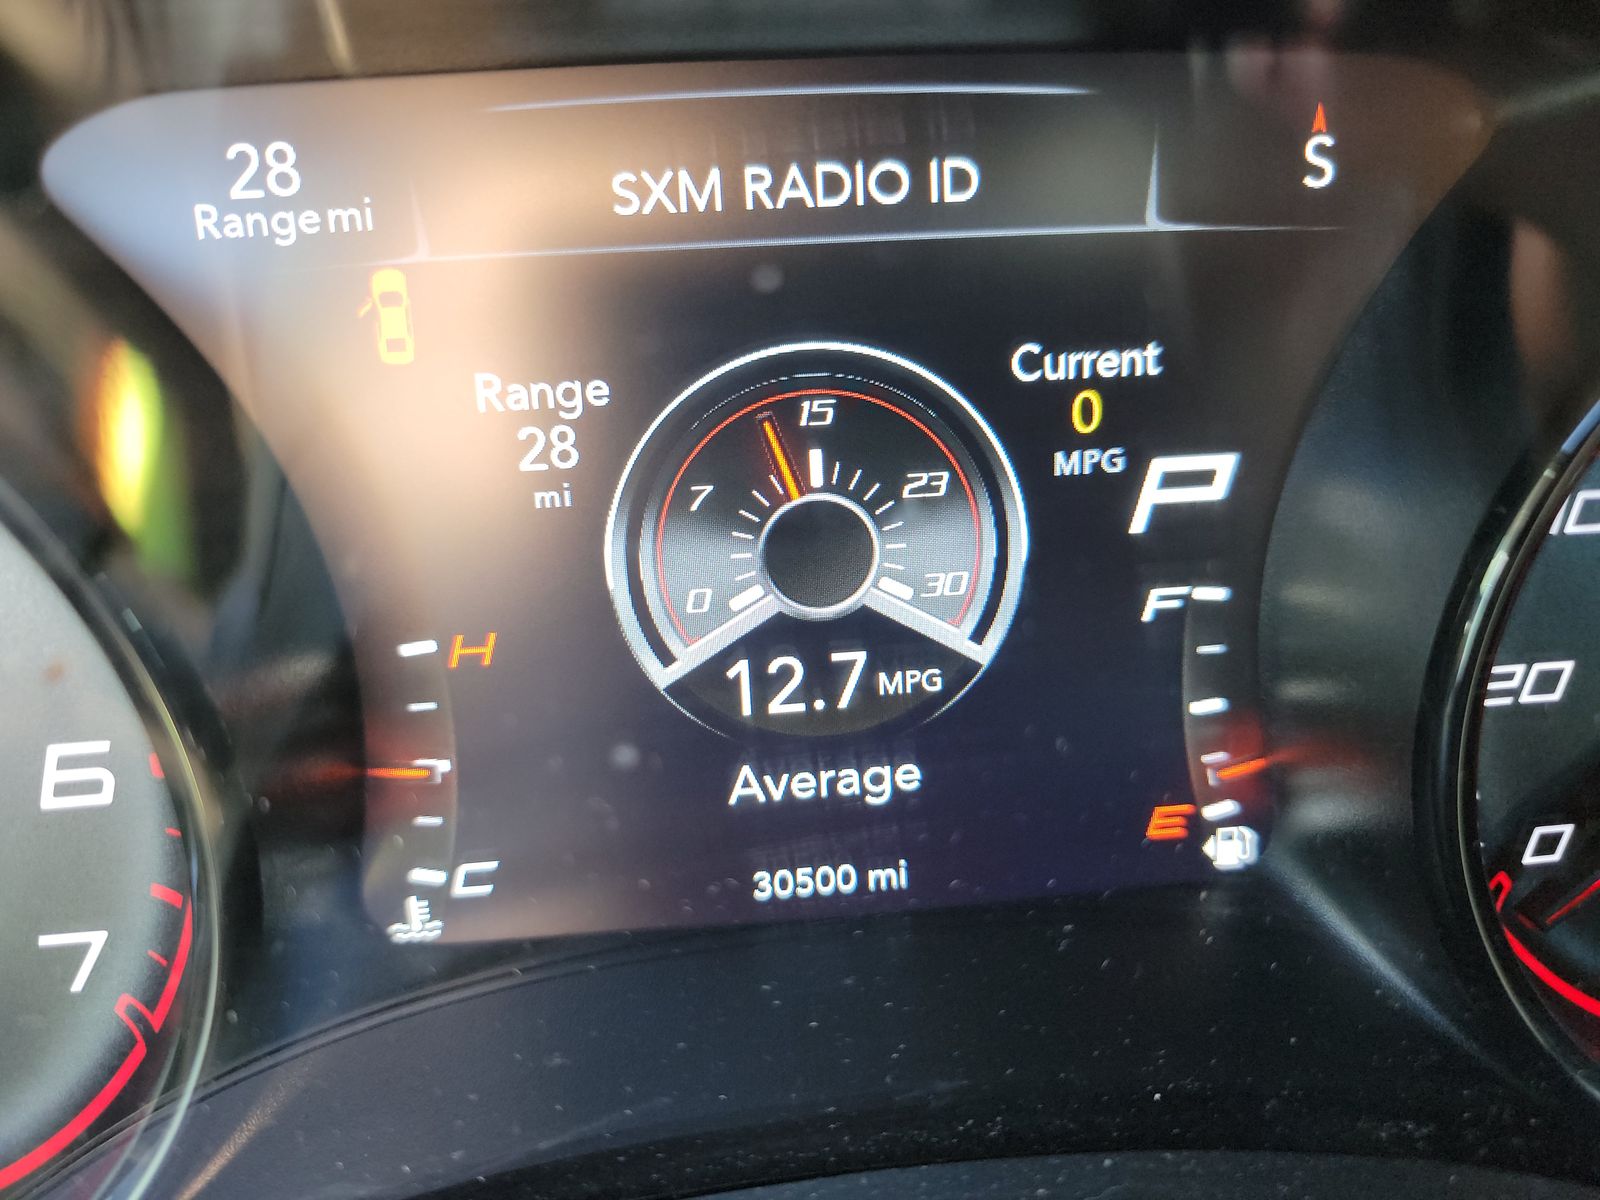 28
Range mi
SXM RADIO ID
S
Range
28
mi
Current
0
MPG
P
0
7
15
23
30
12.7 MPG
Average
30500 mi
H
C
F
E
6
7
20
0